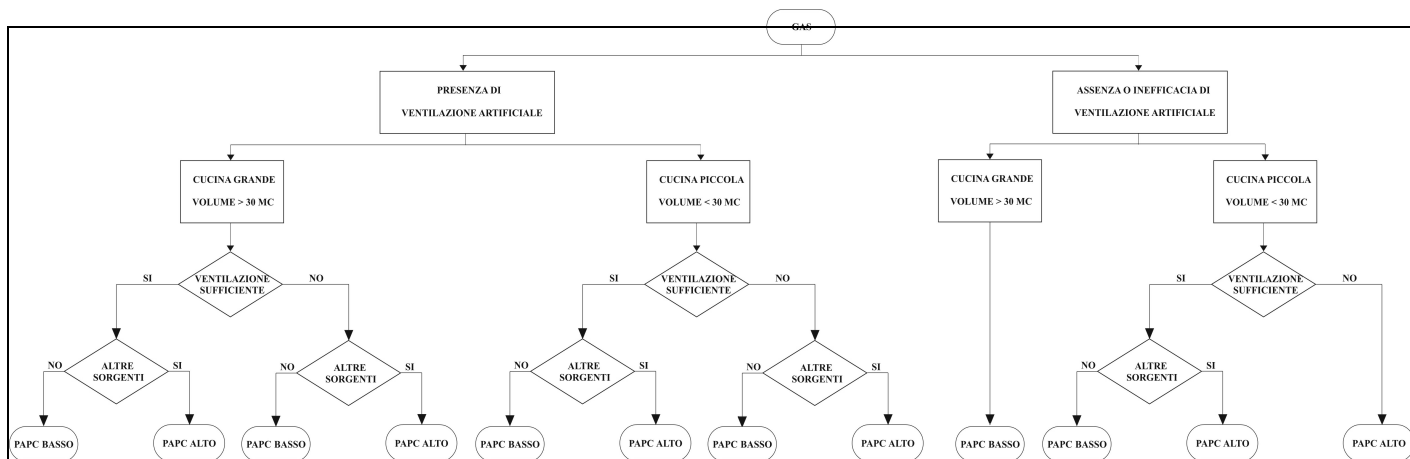 GAS
PRESENZA DI
VENTILAZIONE ARTIFICIALE
ASSENZA O INEFFICACIA DI
VENTILAZIONE ARTIFICIALE
CUCINA GRANDE
VOLUME > 30 MC
CUCINA PICCOLA
VOLUME < 30 MC
CUCINA GRANDE
VOLUME > 30 MC
CUCINA PICCOLA
VOLUME < 30 MC
SI
VENTILAZIONE
SUFFICIENTE
NO
SI
VENTILAZIONE
SUFFICIENTE
NO
SI
VENTILAZIONE
SUFFICIENTE
NO
NO
ALTRE
SORGENTI
SI
NO
ALTRE
SORGENTI
SI
NO
ALTRE
SORGENTI
SI
NO
ALTRE
SORGENTI
SI
NO
ALTRE
SORGENTI
SI
PAPC BASSO
PAPC ALTO
PAPC BASSO
PAPC ALTO
PAPC BASSO
PAPC ALTO
PAPC BASSO
PAPC ALTO
PAPC BASSO
PAPC BASSO
PAPC ALTO
PAPC ALTO